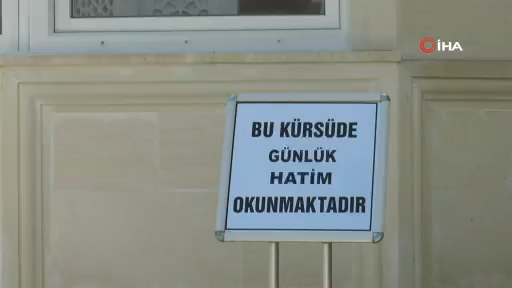 İHA
BU KÜRSÜDE
GÜNLÜK
HATİM
OKUNMAKTADIR